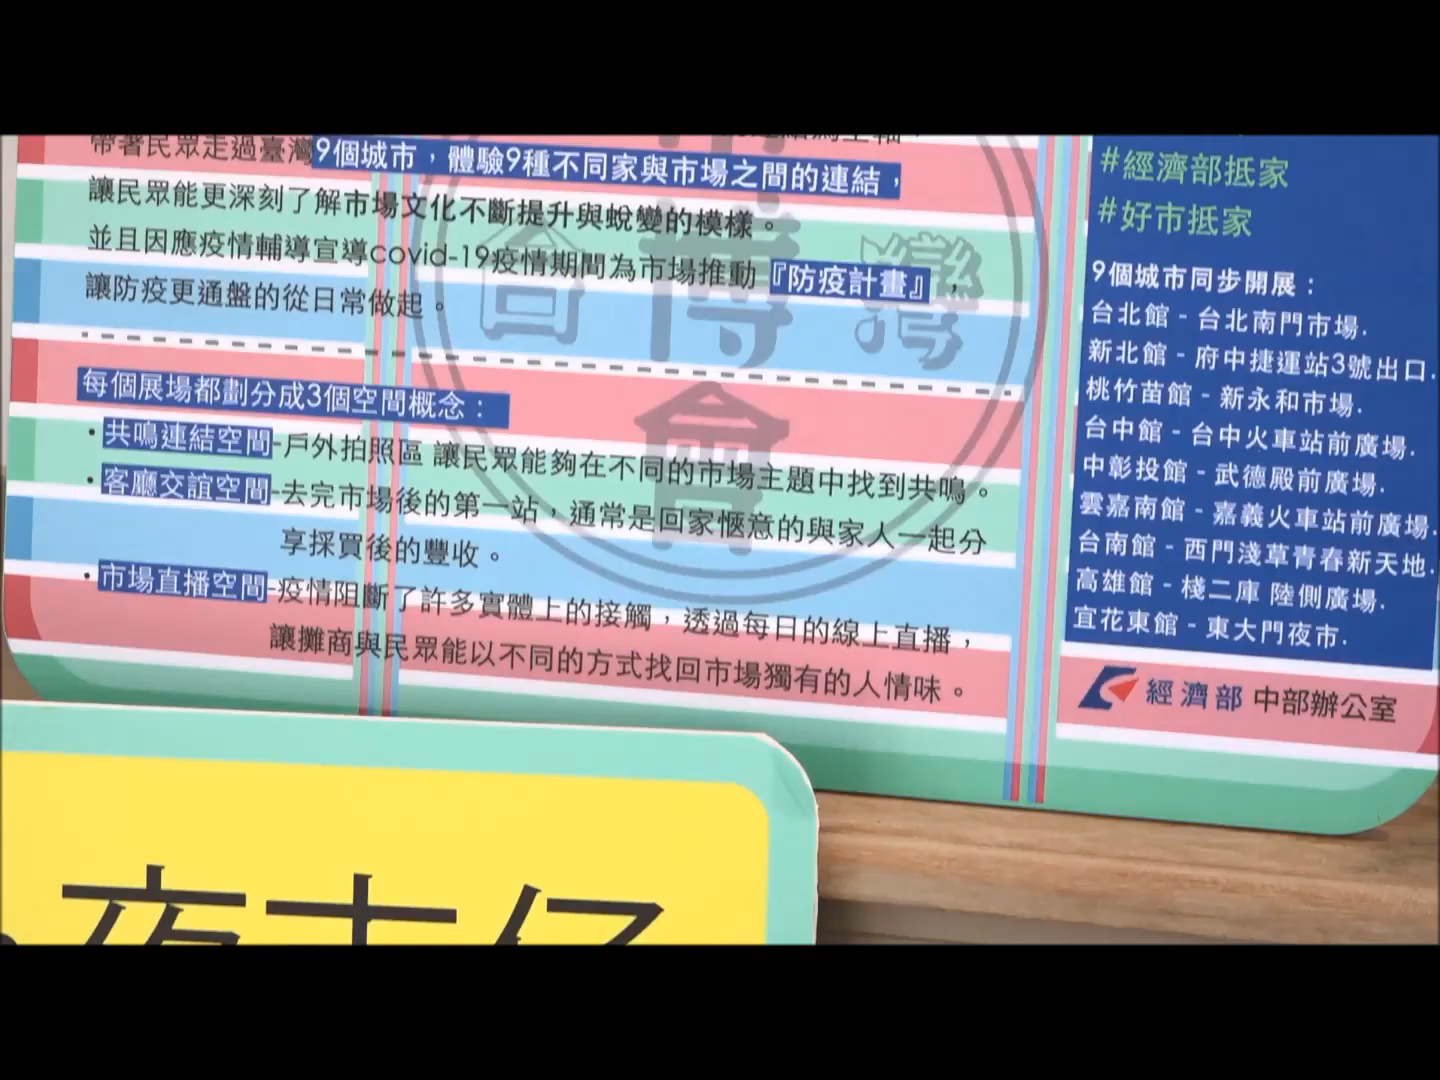 帶著民眾走過臺灣9個城市，體驗9種不同家與市場之間的連結，
讓民眾能更深刻了解市場文化不斷提升與蛻變的模樣。
並且因應疫情輔導宣導covid-19疫情期間為市場推動『防疫計畫』，
讓防疫更通盤的從日常做起。
每個展場都劃分成3個空間概念：
・共鳴連結空間-戶外拍照區 讓民眾能夠在不同的市場主題中找到共鳴。
・客廳交誼空間-去完市場後的第一站，通常是回家愜意的與家人一起分
享採買後的豐收。
・市場直播空間-疫情阻斷了許多實體上的接觸，透過每日的線上直播，
讓攤商與民眾能以不同的方式找回市場獨有的人情味。
台 博 灣
會
#經濟部抵家
#好市抵家
9個城市同步開展：
台北館 - 台北南門市場.
新北館 - 府中捷運站3號出口.
桃竹苗館 - 新永和市場.
台中館 - 台中火車站前廣場.
中彰投館 - 武德殿前廣場.
雲嘉南館 - 嘉義火車站前廣場.
台南館 - 西門淺草青春新天地.
高雄館 - 棧二庫 陸側廣場.
宜花東館 - 東大門夜市.
經濟部 中部辦公室